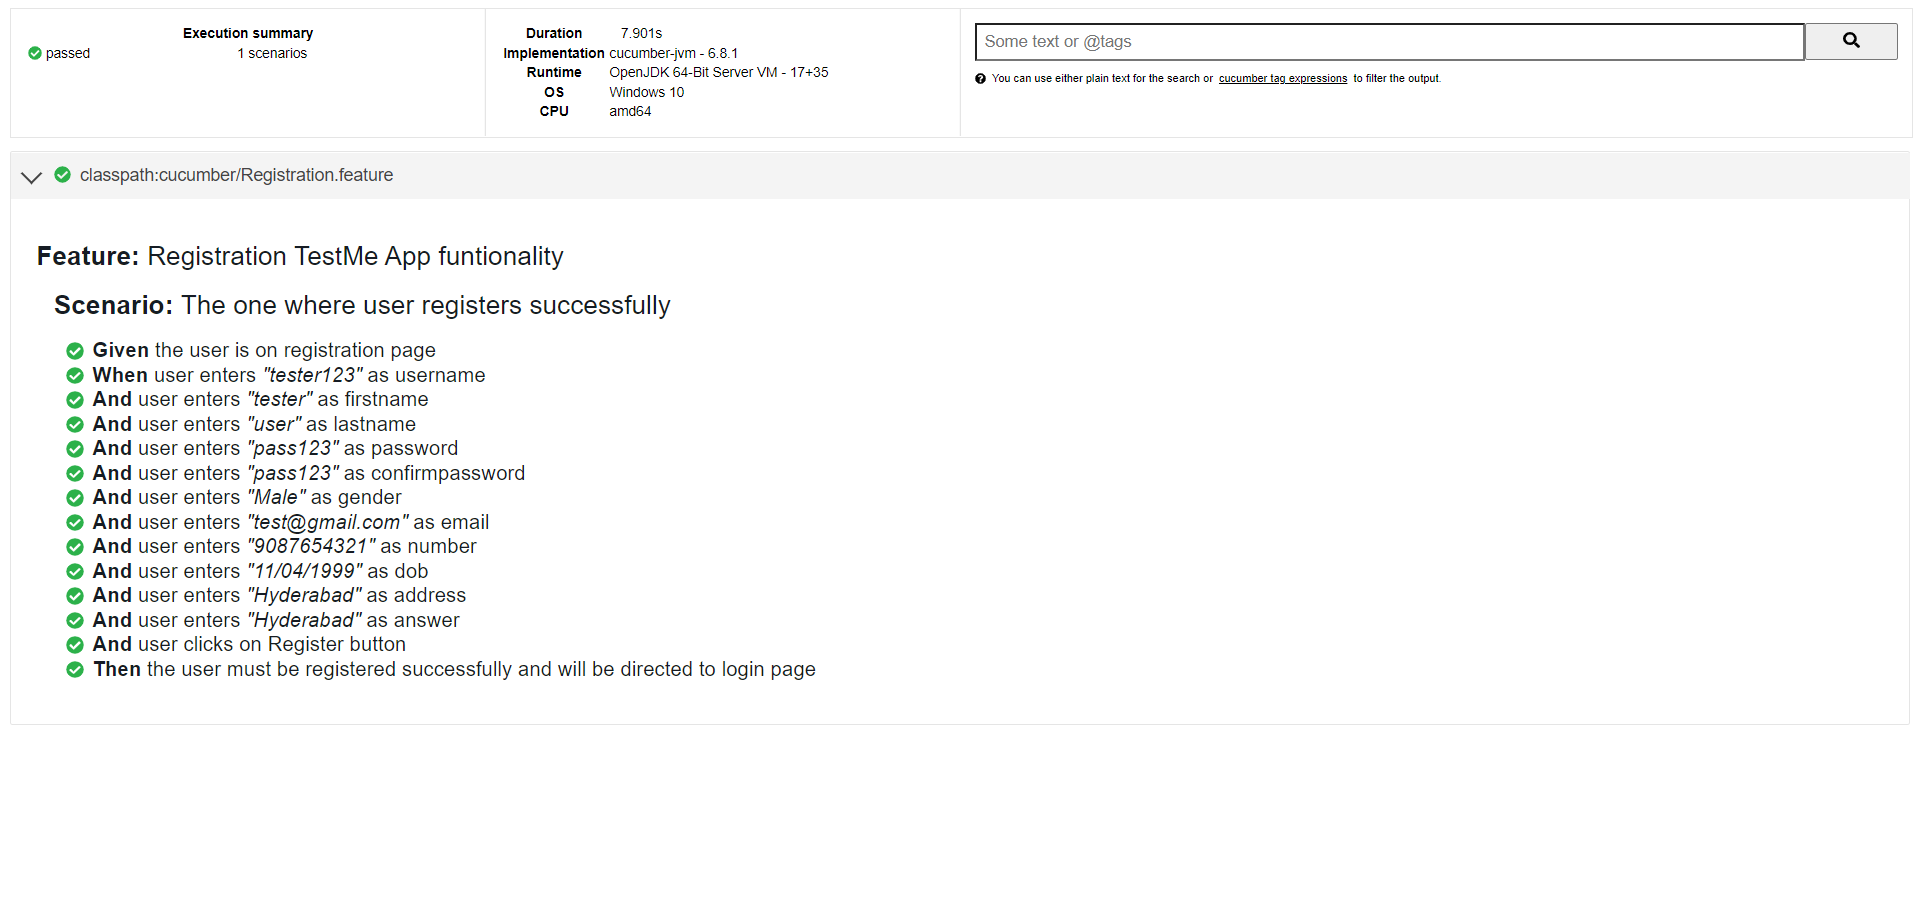 Execution summary
passed 1 scenarios
Duration 7.901s
Implementation cucumber-jvm - 6.8.1
Runtime OpenJDK 64-Bit Server VM - 17+35
OS Windows 10
CPU amd64
Some text or @tags
You can use either plain text for the search or cucumber tag expressions to filter the output.
classpath:cucumber/Registration.feature
Feature: Registration TestMe App funtionality
Scenario: The one where user registers successfully
Given the user is on registration page
When user enters "tester123" as username
And user enters "tester" as firstname
And user enters "user" as lastname
And user enters "pass123" as password
And user enters "pass123" as confirmpassword
And user enters "Male" as gender
And user enters "test@gmail.com" as email
And user enters "9087654321" as number
And user enters "11/04/1999" as dob
And user enters "Hyderabad" as address
And user enters "Hyderabad" as answer
And user clicks on Register button
Then the user must be registered successfully and will be directed to login page